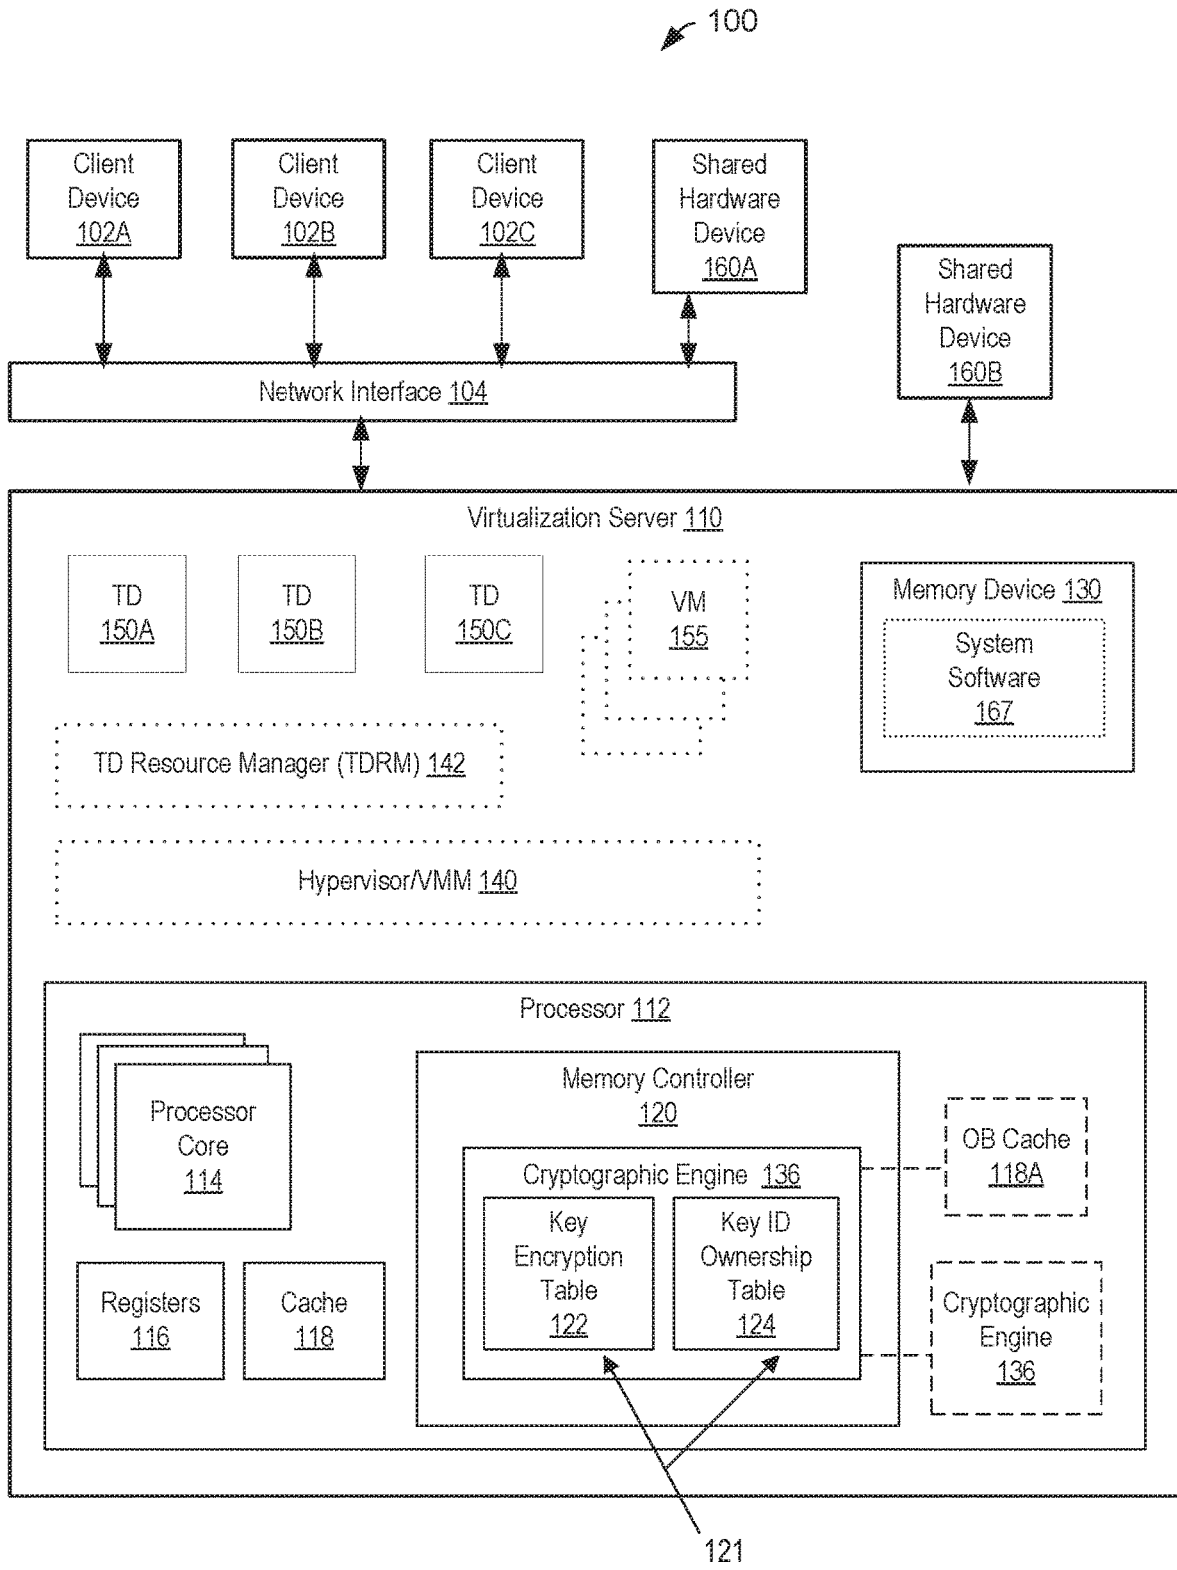 100
Client
Device
102A
Client
Device
102B
Client
Device
102C
Shared
Hardware
Device
160A
Shared
Hardware
Device
160B
Network Interface 104
Virtualization Server 110
TD
150A
TD
150B
TD
150C
VM
155
Memory Device 130
System
Software
167
TD Resource Manager (TDRM) 142
Hypervisor/VMM 140
Processor 112
Processor
Core
114
Memory Controller
120
Cryptographic Engine 136
Key
Encryption
Table
122
Key ID
Ownership
Table
124
OB Cache
118A
Registers
116
Cache
118
Cryptographic
Engine
136
121